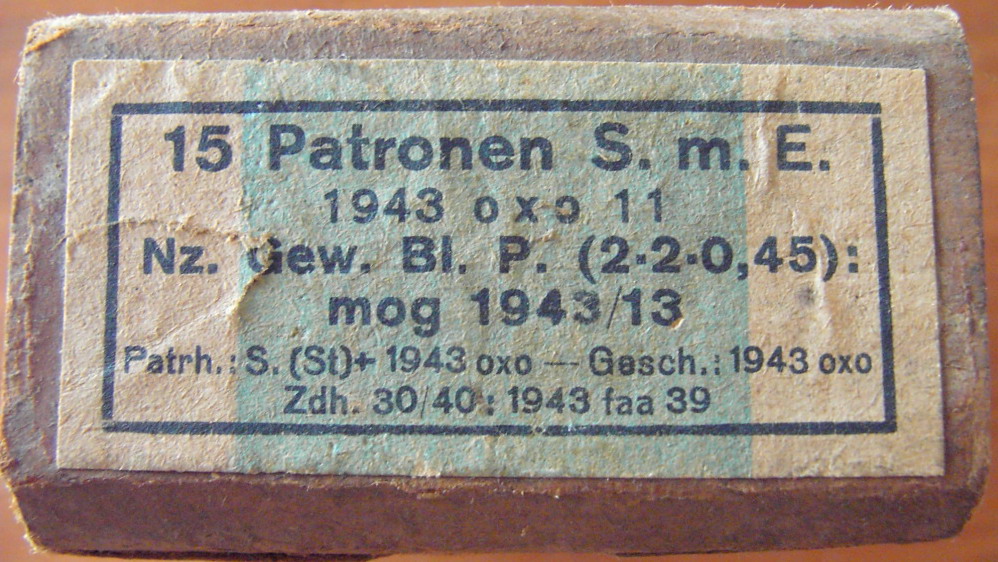 15 Patronen S. m. E.
1943 oxo 11
Nz. Gew. Bl. P. (2·2·0,45):
mog 1943/13
Patrh.: S. (St)+ 1943 oxo — Gesch.: 1943 oxo
Zdh. 30/40: 1943 faa 39